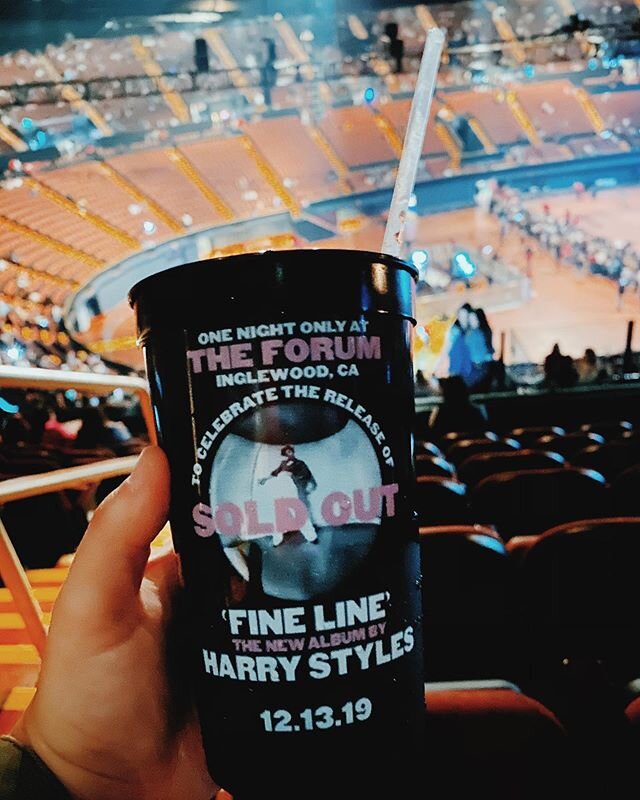 ONE NIGHT ONLY AT
THE FORUM
INGLEWOOD, CA
TO CELEBRATE THE RELEASE OF
SOLD OUT
'FINE LINE'
THE NEW ALBUM BY
HARRY STYLES
12.13.19